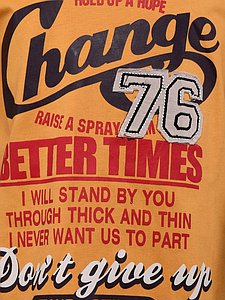 HOLD UP A HOPE
Change
76
RAISE A SPRAY
BETTER TIMES
I WILL STAND BY YOU
THROUGH THICK AND THIN
I NEVER WANT US TO PART
Don't give up